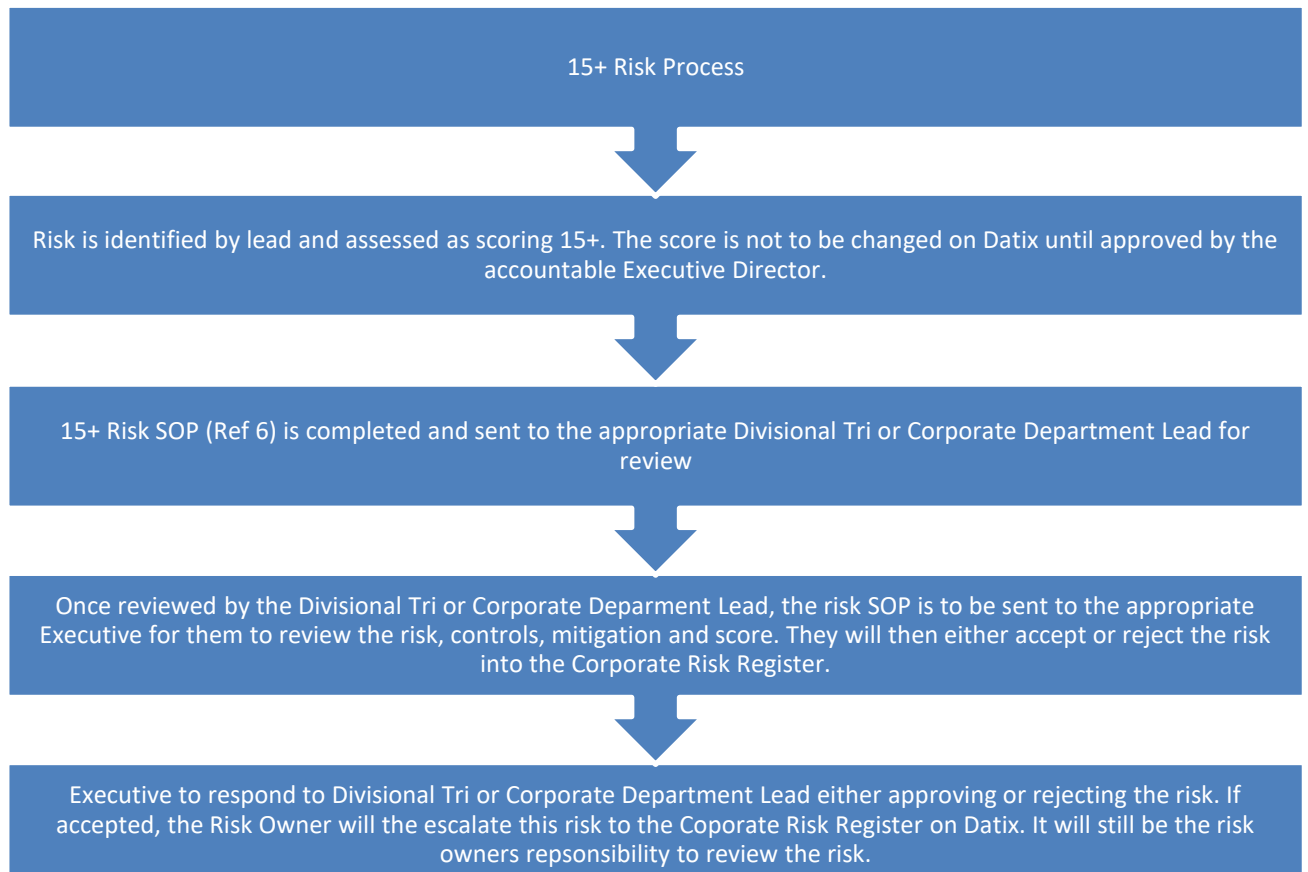 15+ Risk Process
Risk is identified by lead and assessed as scoring 15+. The score is not to be changed on Datix until approved by the
accountable Executive Director.
15+ Risk SOP (Ref 6) is completed and sent to the appropriate Divisional Tri or Corporate Department Lead for
review
Once reviewed by the Divisional Tri or Corporate Deparment Lead, the risk SOP is to be sent to the appropriate
Executive for them to review the risk, controls, mitigation and score. They will then either accept or reject the risk
into the Corporate Risk Register.
Executive to respond to Divisional Tri or Corporate Department Lead either approving or rejecting the risk. If
accepted, the Risk Owner will the escalate this risk to the Coporate Risk Register on Datix. It will still be the risk
owners repsonsibility to review the risk.